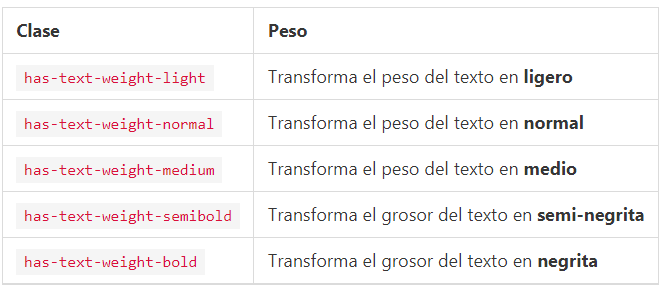 Clase Peso
has-text-weight-light Transforma el peso del texto en ligero
has-text-weight-normal Transforma el peso del texto en normal
has-text-weight-medium Transforma el peso del texto en medio
has-text-weight-semibold Transforma el grosor del texto en semi-negrita
has-text-weight-bold Transforma el grosor del texto en negrita